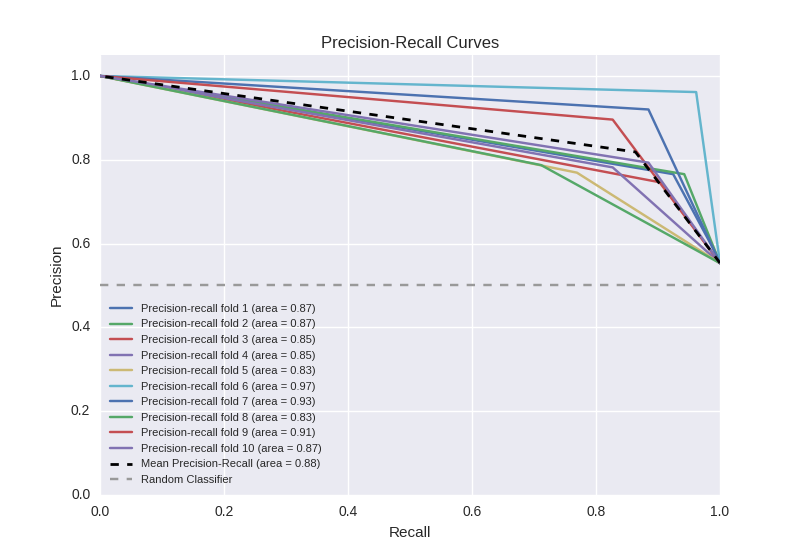 Precision-Recall Curves
1.0
0.8
0.6
0.4
0.2
0.0
Precision
Precision-recall fold 1 (area = 0.87)
Precision-recall fold 2 (area = 0.87)
Precision-recall fold 3 (area = 0.85)
Precision-recall fold 4 (area = 0.85)
Precision-recall fold 5 (area = 0.83)
Precision-recall fold 6 (area = 0.97)
Precision-recall fold 7 (area = 0.93)
Precision-recall fold 8 (area = 0.83)
Precision-recall fold 9 (area = 0.91)
Precision-recall fold 10 (area = 0.87)
Mean Precision-Recall (area = 0.88)
Random Classifier
0.0 0.2 0.4 0.6 0.8 1.0
Recall